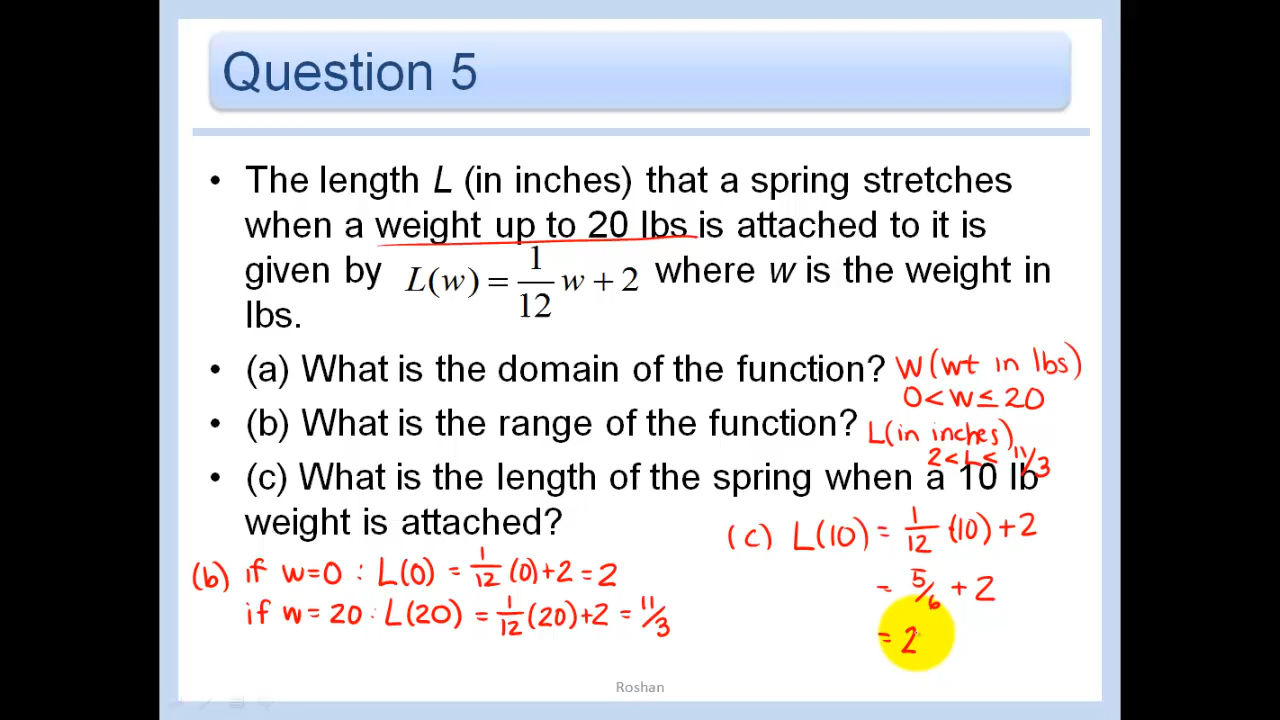 Question 5
• The length L (in inches) that a spring stretches
when a weight up to 20 lbs is attached to it is
given by L(w) = 1/12 w + 2 where w is the weight in
lbs.
• (a) What is the domain of the function? W (wt in lbs)
0 < W ≤ 20
• (b) What is the range of the function? L (in inches)
2 < L ≤ 11/3
• (c) What is the length of the spring when a 10 lb
weight is attached?
(b) if w=0 : L(0) = 1/12 (0)+2 = 2
if w = 20 : L(20) = 1/12 (20)+2 = 11/3
(c) L(10) = 1/12 (10) + 2
= 5/6 + 2
= 2
Roshan